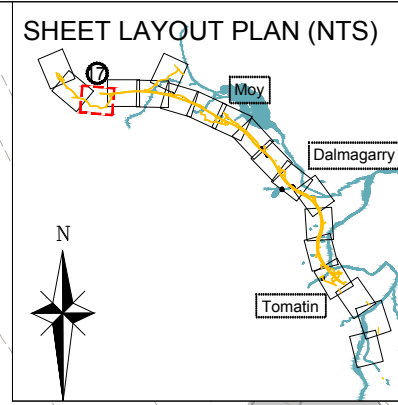 SHEET LAYOUT PLAN (NTS)
17
Moy
Dalmagarry
N
Tomatin